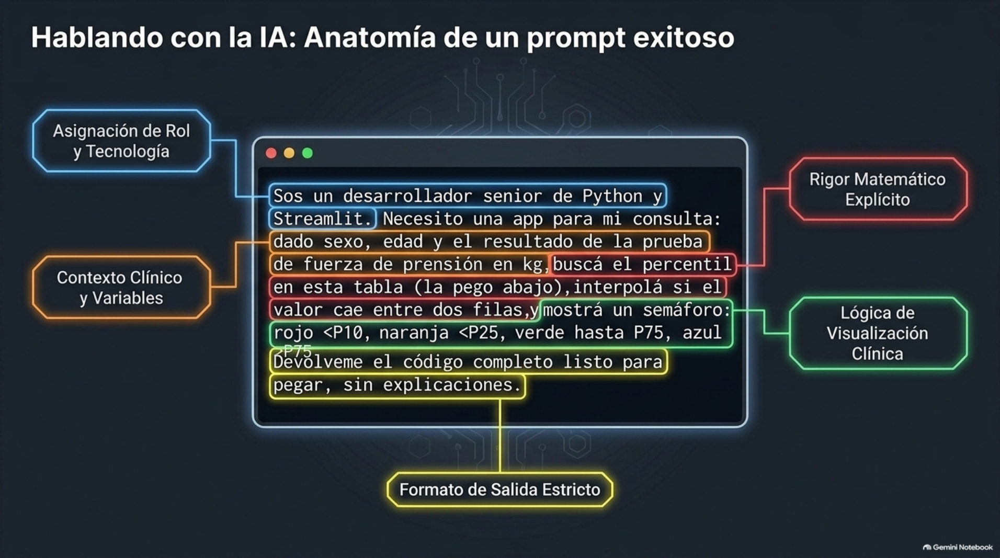 Hablando con la IA: Anatomía de un prompt exitoso
Asignación de Rol
y Tecnología
Contexto Clínico
y Variables
Sos un desarrollador senior de Python y
Streamlit. Necesito una app para mi consulta:
dado sexo, edad y el resultado de la prueba
de fuerza de prensión en kg,buscá el percentil
en esta tabla (la pego abajo),interpolá si el
valor cae entre dos filas,y mostrá un semáforo:
rojo <P10, naranja <P25, verde hasta P75, azul
>P75
Devolveme el código completo listo para
pegar, sin explicaciones.
Rigor Matemático
Explícito
Lógica de
Visualización
Clínica
Formato de Salida Estricto
Gemini Notebook